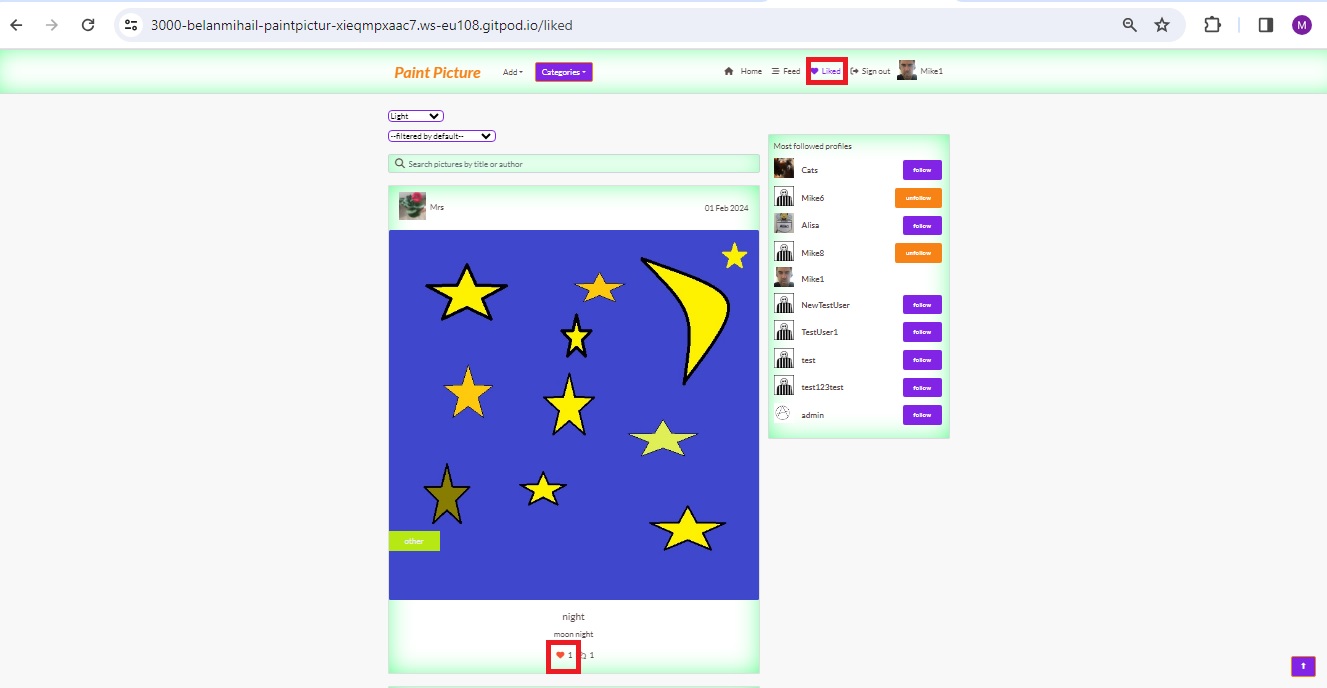 3000-belanmihail-paintpictur-xieqmpxaac7.ws-eu108.gitpod.io/liked
M
Paint Picture Add Categories Home Feed Liked Sign out Mike1
Light
--filtered by default--
Search pictures by title or author
Mrs 01 Feb 2024
other
night
moon night
1 1
Most followed profiles
Cats follow
Mike6 unfollow
Alisa follow
Mike8 unfollow
Mike1
NewTestUser follow
TestUser1 follow
test follow
test123test follow
admin follow